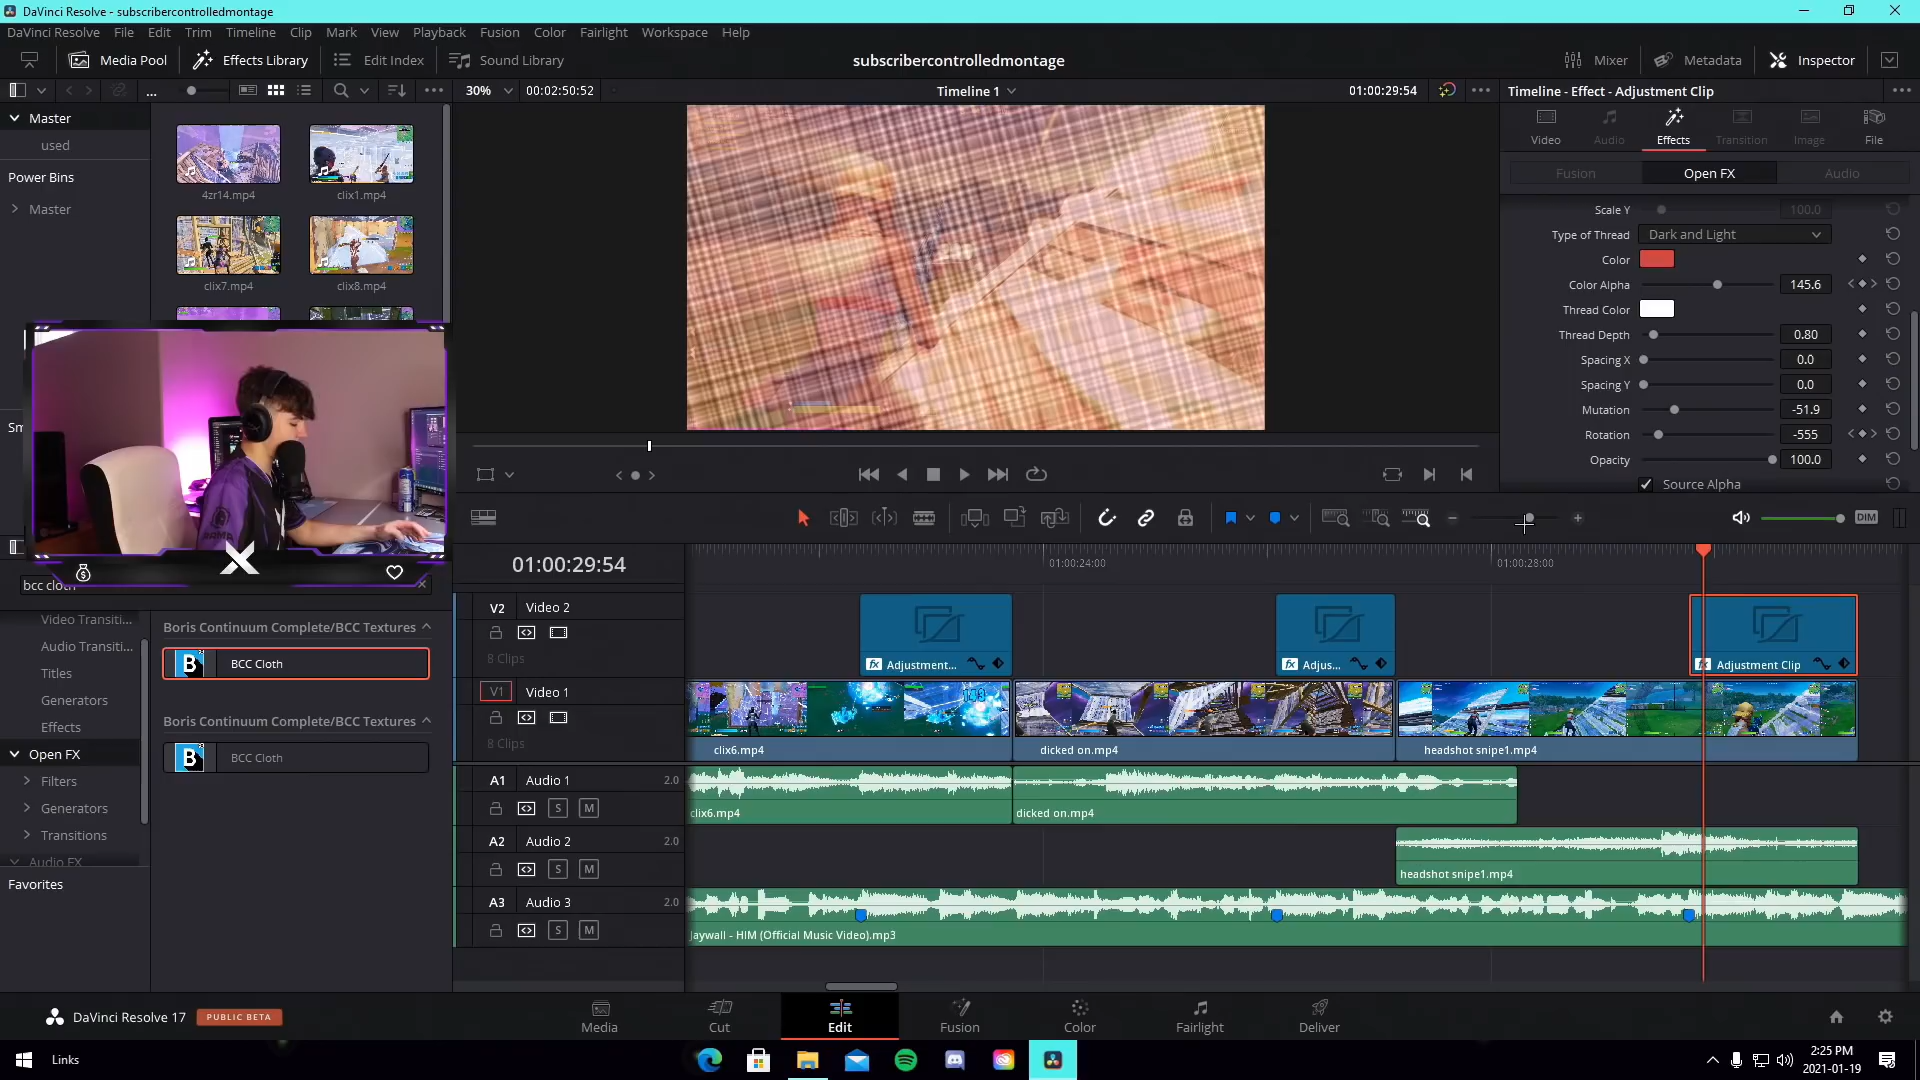 DaVinci Resolve - subscribercontrolledmontage
DaVinci Resolve File Edit Trim Timeline Clip Mark View Playback Fusion Color Fairlight Workspace Help
Media Pool Effects Library Edit Index Sound Library subscribercontrolledmontage Mixer Metadata Inspector
... 30% 00:02:50:52 Timeline 1 01:00:29:54 Timeline - Effect - Adjustment Clip
Master
used
Power Bins
Master
4zr14.mp4 clix1.mp4
clix7.mp4 clix8.mp4
Sm
Video Audio Effects Transition Image File
Fusion Open FX Audio
Scale Y 100.0
Type of Thread Dark and Light
Color
Color Alpha 145.6
Thread Color
Thread Depth 0.80
Spacing X 0.0
Spacing Y 0.0
Mutation -51.9
Rotation -555
Opacity 100.0
Source Alpha
DIM
bcc cloth
Video Transiti...
Audio Transiti...
Titles
Generators
Effects
Open FX
Filters
Generators
Transitions
Audio FX
Favorites
Boris Continuum Complete/BCC Textures
B BCC Cloth
Boris Continuum Complete/BCC Textures
B BCC Cloth
01:00:29:54
01:00:24:00 01:00:28:00
V2 Video 2
8 Clips
fx Adjustment... fx Adjus... fx Adjustment Clip
V1 Video 1
8 Clips
clix6.mp4 dicked on.mp4 headshot snipe1.mp4
A1 Audio 1 2.0
S M
clix6.mp4 dicked on.mp4
A2 Audio 2 2.0
S M
headshot snipe1.mp4
A3 Audio 3 2.0
S M
Jaywall - HIM (Official Music Video).mp3
DaVinci Resolve 17 PUBLIC BETA
Media Cut Edit Fusion Color Fairlight Deliver
Links
2:25 PM
2021-01-19